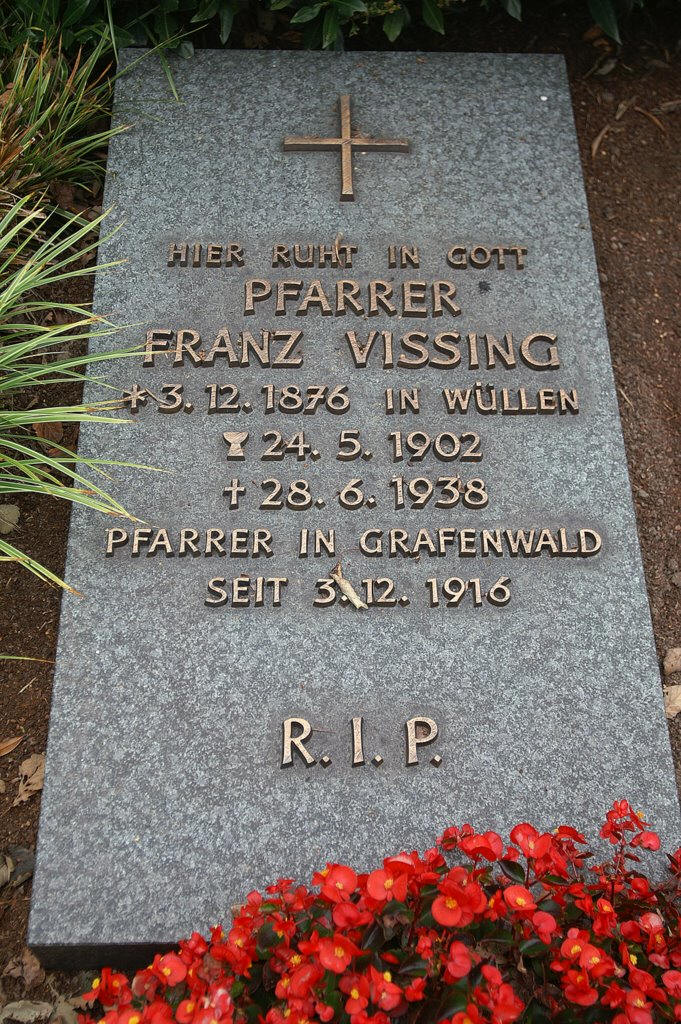 HIER RUHT IN GOTT
PFARRER
FRANZ VISSING
* 3. 12. 1876 IN WÜLLEN
24. 5. 1902
† 28. 6. 1938
PFARRER IN GRAFENWALD
SEIT 3. 12. 1916
R. I. P.